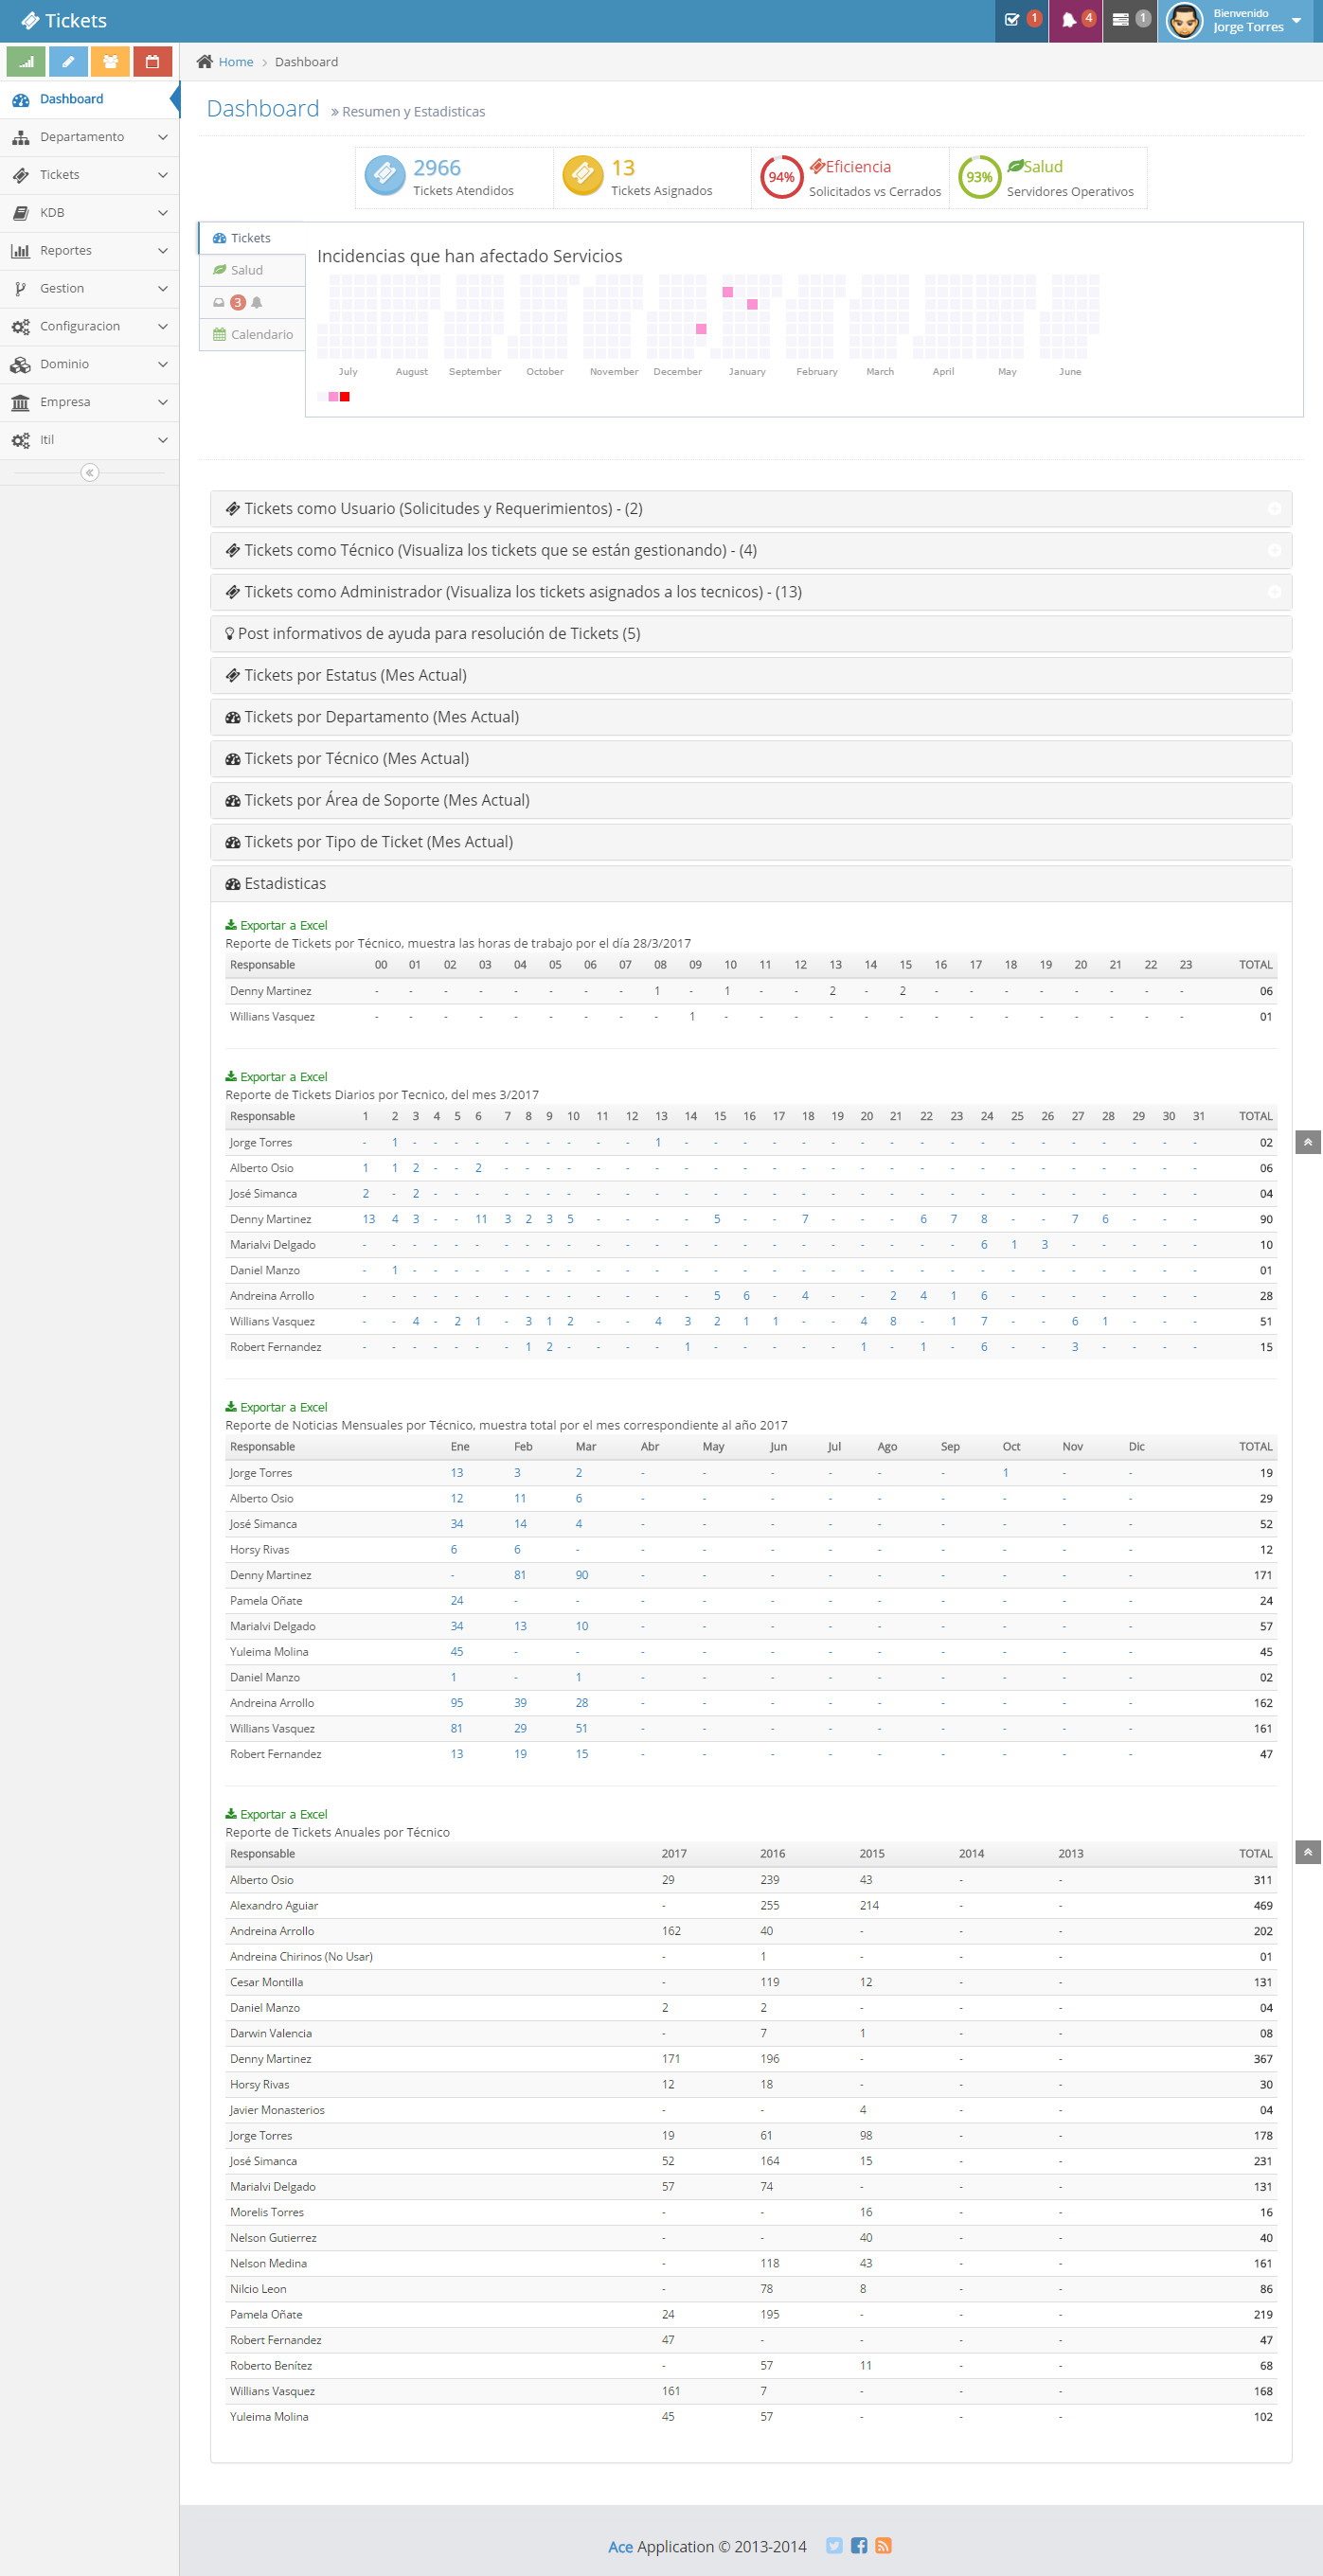 Tickets
1
4
1
Bienvenido
Jorge Torres
Home > Dashboard
Dashboard
Departamento
Tickets
KDB
Reportes
Gestion
Configuracion
Dominio
Empresa
Itil
Dashboard » Resumen y Estadisticas
2966
Tickets Atendidos
13
Tickets Asignados
94%
Eficiencia
Solicitados vs Cerrados
93%
Salud
Servidores Operativos
Tickets
Salud
3
Calendario
Incidencias que han afectado Servicios
July August September October November December January February March April May June
Tickets como Usuario (Solicitudes y Requerimientos) - (2)
Tickets como Técnico (Visualiza los tickets que se están gestionando) - (4)
Tickets como Administrador (Visualiza los tickets asignados a los tecnicos) - (13)
Post informativos de ayuda para resolución de Tickets (5)
Tickets por Estatus (Mes Actual)
Tickets por Departamento (Mes Actual)
Tickets por Técnico (Mes Actual)
Tickets por Área de Soporte (Mes Actual)
Tickets por Tipo de Ticket (Mes Actual)
Estadisticas
Exportar a Excel
Reporte de Tickets por Técnico, muestra las horas de trabajo por el día 28/3/2017
Responsable 00 01 02 03 04 05 06 07 08 09 10 11 12 13 14 15 16 17 18 19 20 21 22 23 TOTAL
Denny Martinez - - - - - - - - 1 - 1 - - 2 - 2 - - - - - - - - 06
Willians Vasquez - - - - - - - - - 1 - - - - - - - - - - - - - - 01
Exportar a Excel
Reporte de Tickets Diarios por Tecnico, del mes 3/2017
Responsable 1 2 3 4 5 6 7 8 9 10 11 12 13 14 15 16 17 18 19 20 21 22 23 24 25 26 27 28 29 30 31 TOTAL
Jorge Torres - 1 - - - - - - - - - - 1 - - - - - - - - - - - - - - - - - - 02
Alberto Osio 1 1 2 - - 2 - - - - - - - - - - - - - - - - - - - - - - - - - 06
José Simanca 2 - 2 - - - - - - - - - - - - - - - - - - - - - - - - - - - - 04
Denny Martinez 13 4 3 - - 11 3 2 3 5 - - - - 5 - - 7 - - - 6 7 8 - - 7 6 - - - 90
Marialvi Delgado - - - - - - - - - - - - - - - - - - - - - - - 6 1 3 - - - - - 10
Daniel Manzo - 1 - - - - - - - - - - - - - - - - - - - - - - - - - - - - - 01
Andreina Arrollo - - - - - - - - - - - - - - 5 6 - 4 - - 2 4 1 6 - - - - - - - 28
Willians Vasquez - - 4 - 2 1 - 3 1 2 - - 4 3 2 1 1 - - 4 8 - 1 7 - - 6 1 - - - 51
Robert Fernandez - - - - - - - 1 2 - - - - 1 - - - - - 1 - 1 - 6 - - 3 - - - - 15
Exportar a Excel
Reporte de Noticias Mensuales por Técnico, muestra total por el mes correspondiente al año 2017
Responsable Ene Feb Mar Abr May Jun Jul Ago Sep Oct Nov Dic TOTAL
Jorge Torres 13 3 2 - - - - - - 1 - - 19
Alberto Osio 12 11 6 - - - - - - - - - 29
José Simanca 34 14 4 - - - - - - - - - 52
Horsy Rivas 6 6 - - - - - - - - - - 12
Denny Martinez - 81 90 - - - - - - - - - 171
Pamela Oñate 24 - - - - - - - - - - - 24
Marialvi Delgado 34 13 10 - - - - - - - - - 57
Yuleima Molina 45 - - - - - - - - - - - 45
Daniel Manzo 1 - 1 - - - - - - - - - 02
Andreina Arrollo 95 39 28 - - - - - - - - - 162
Willians Vasquez 81 29 51 - - - - - - - - - 161
Robert Fernandez 13 19 15 - - - - - - - - - 47
Exportar a Excel
Reporte de Tickets Anuales por Técnico
Responsable 2017 2016 2015 2014 2013 TOTAL
Alberto Osio 29 239 43 - - 311
Alexandro Aguiar - 255 214 - - 469
Andreina Arrollo 162 40 - - - 202
Andreina Chirinos (No Usar) - 1 - - - 01
Cesar Montilla - 119 12 - - 131
Daniel Manzo 2 2 - - - 04
Darwin Valencia - 7 1 - - 08
Denny Martinez 171 196 - - - 367
Horsy Rivas 12 18 - - - 30
Javier Monasterios - - 4 - - 04
Jorge Torres 19 61 98 - - 178
José Simanca 52 164 15 - - 231
Marialvi Delgado 57 74 - - - 131
Morelis Torres - - 16 - - 16
Nelson Gutierrez - - 40 - - 40
Nelson Medina - 118 43 - - 161
Nilcio Leon - 78 8 - - 86
Pamela Oñate 24 195 - - - 219
Robert Fernandez 47 - - - - 47
Roberto Benítez - 57 11 - - 68
Willians Vasquez 161 7 - - - 168
Yuleima Molina 45 57 - - - 102
Ace Application © 2013-2014